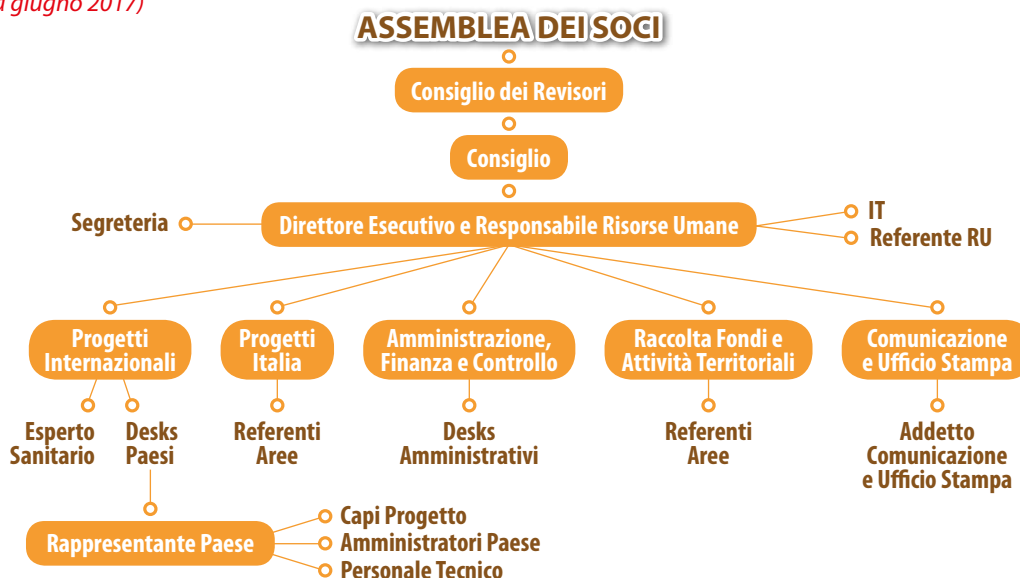 giugno 2017)
ASSEMBLEA DEI SOCI
Consiglio dei Revisori
Consiglio
Segreteria
Direttore Esecutivo e Responsabile Risorse Umane
IT
Referente RU
Progetti
Internazionali
Progetti
Italia
Amministrazione,
Finanza e Controllo
Raccolta Fondi e
Attività Territoriali
Comunicazione
e Ufficio Stampa
Esperto
Sanitario
Desks
Paesi
Referenti
Aree
Desks
Amministrativi
Referenti
Aree
Addetto
Comunicazione
e Ufficio Stampa
Rappresentante Paese
Capi Progetto
Amministratori Paese
Personale Tecnico